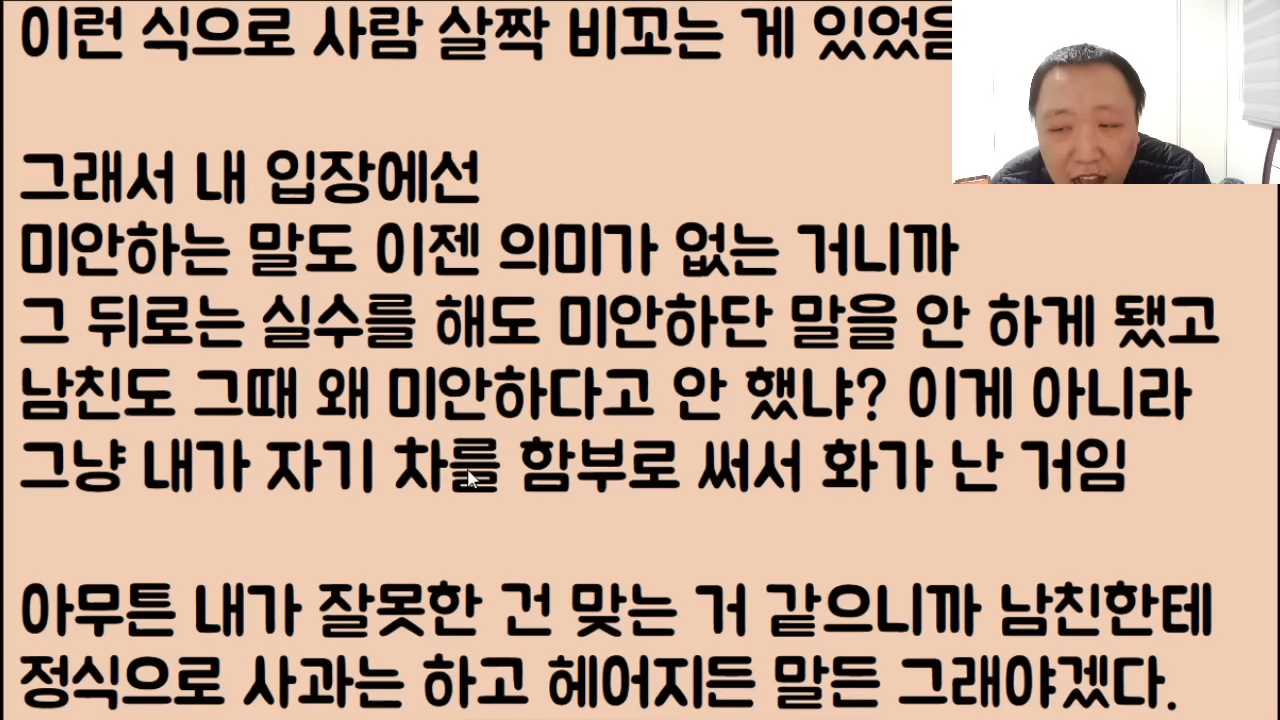 이런 식으로 사람 살짝 비꼬는 게 있었음
그래서 내 입장에선
미안하는 말도 이젠 의미가 없는 거니까
그 뒤로는 실수를 해도 미안하단 말을 안 하게 됐고
남친도 그때 왜 미안하다고 안 했냐? 이게 아니라
그냥 내가 자기 차를 함부로 써서 화가 난 거임
아무튼 내가 잘못한 건 맞는 거 같으니까 남친한테
정식으로 사과는 하고 헤어지든 말든 그래야겠다.